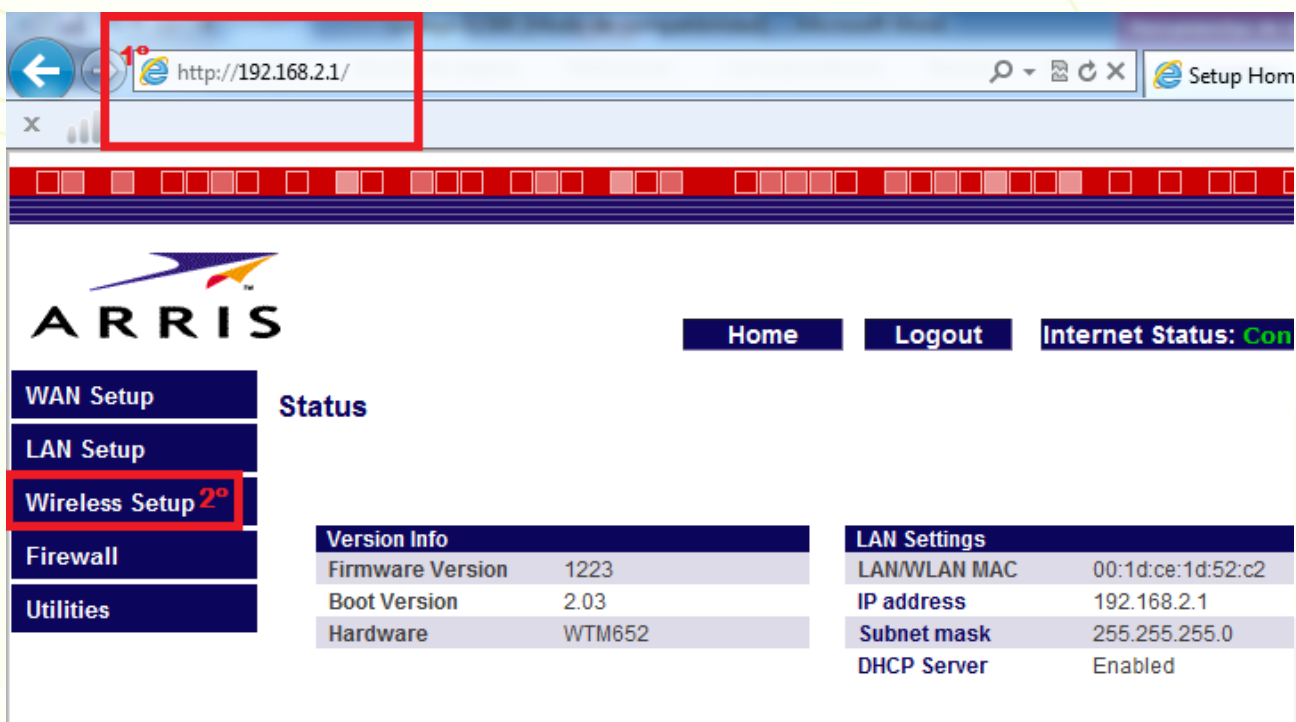 1º
http://192.168.2.1/
Setup Hom
x
ARRIS
Home
Logout
Internet Status: Con
WAN Setup
LAN Setup
Wireless Setup 2º
Firewall
Utilities
Status
Version Info
Firmware Version 1223
Boot Version 2.03
Hardware WTM652
LAN Settings
LAN/WLAN MAC 00:1d:ce:1d:52:c2
IP address 192.168.2.1
Subnet mask 255.255.255.0
DHCP Server Enabled